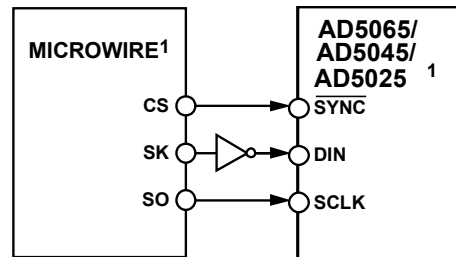 MICROWIRE1
AD5065/
AD5045/
AD5025 1
CS
SYNC
SK
DIN
SO
SCLK